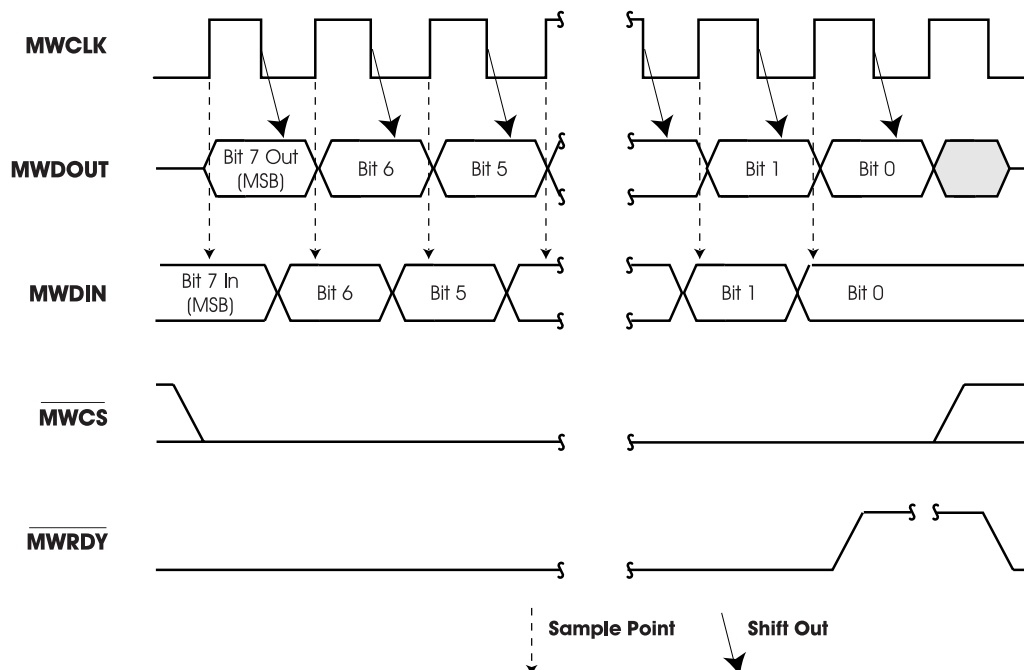 MWCLK
MWDOUT
Bit 7 Out
(MSB)
Bit 6
Bit 5
Bit 1
Bit 0
MWDIN
Bit 7 In
(MSB)
Bit 6
Bit 5
Bit 1
Bit 0
MWCS
MWRDY
Sample Point
Shift Out